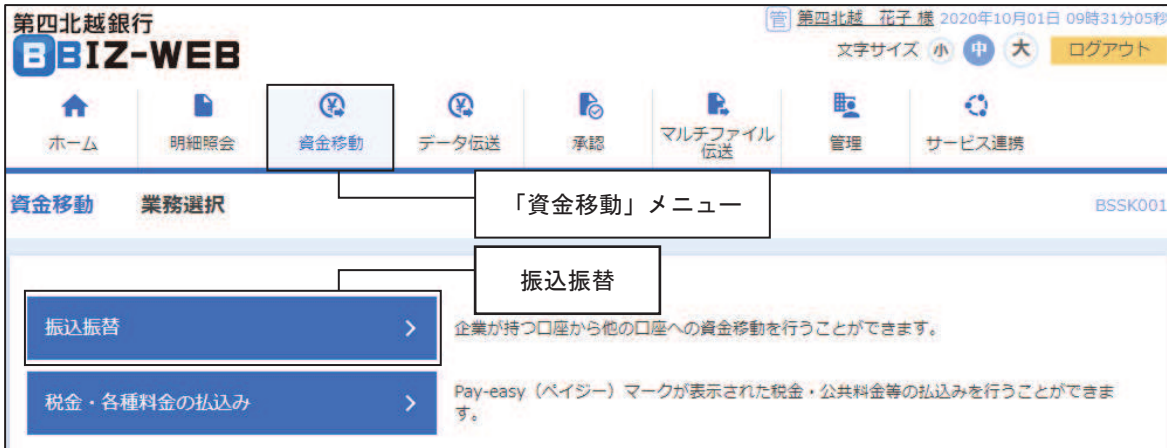 第四北越銀行
管 第四北越 花子 様 2020年10月01日 09時31分05秒
BBIZ-WEB
文字サイズ 小 中 大 ログアウト
ホーム 明細照会 資金移動 データ伝送 承認 マルチファイル 管理 サービス連携
伝送
資金移動 業務選択
「資金移動」メニュー
BSSK001
振込振替
振込振替
企業が持つ口座から他の口座への資金移動を行うことができます。
税金・各種料金の払込み
Pay-easy（ペイジー）マークが表示された税金・公共料金等の払込みを行うことができま
す。